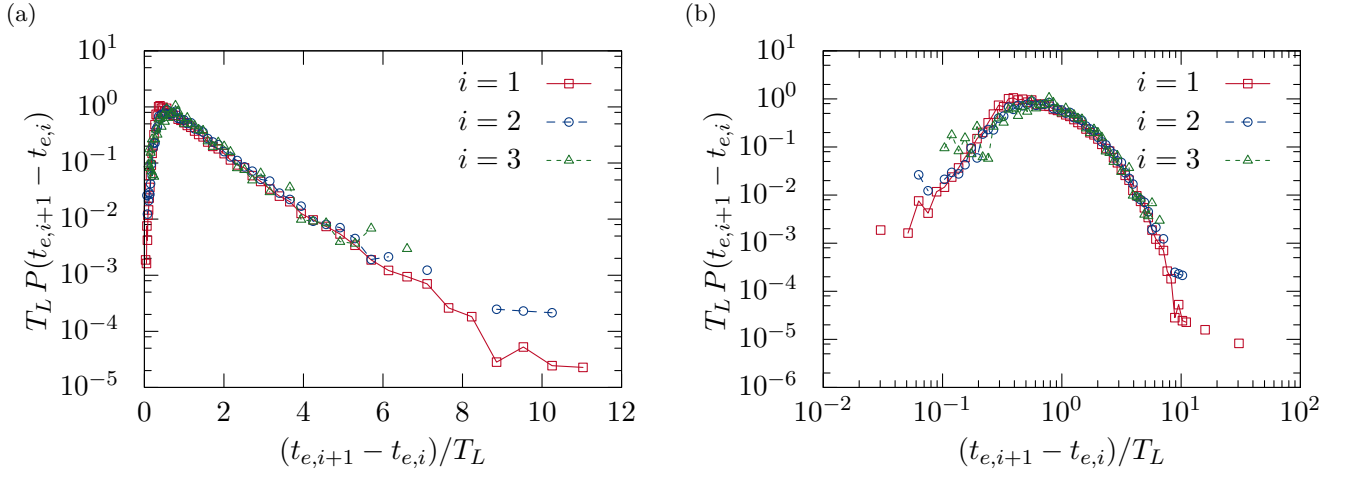 (a)
T_L P(t_{e,i+1} − t_{e,i})
10^1
10^0
10^{-1}
10^{-2}
10^{-3}
10^{-4}
10^{-5}
i = 1
i = 2
i = 3
0 2 4 6 8 10 12
(t_{e,i+1} − t_{e,i})/T_L
(b)
T_L P(t_{e,i+1} − t_{e,i})
10^1
10^0
10^{-1}
10^{-2}
10^{-3}
10^{-4}
10^{-5}
10^{-6}
i = 1
i = 2
i = 3
10^{-2} 10^{-1} 10^0 10^1 10^2
(t_{e,i+1} − t_{e,i})/T_L